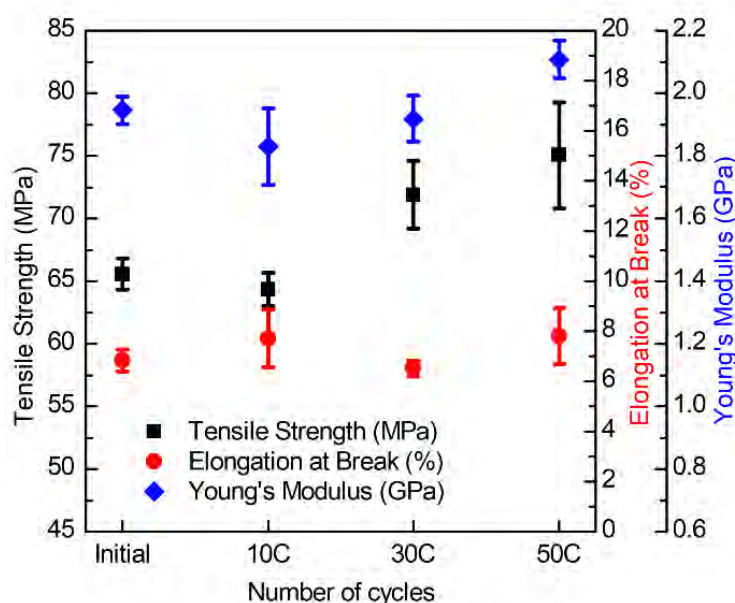 85
80
75
70
65
60
55
50
45
Tensile Strength (MPa)
Tensile Strength (MPa)
Elongation at Break (%)
Young's Modulus (GPa)
Initial
10C
30C
50C
Number of cycles
20
18
16
14
12
10
8
6
4
2
0
Elongation at Break (%)
2.2
2.0
1.8
1.6
1.4
1.2
1.0
0.8
0.6
Young's Modulus (GPa)